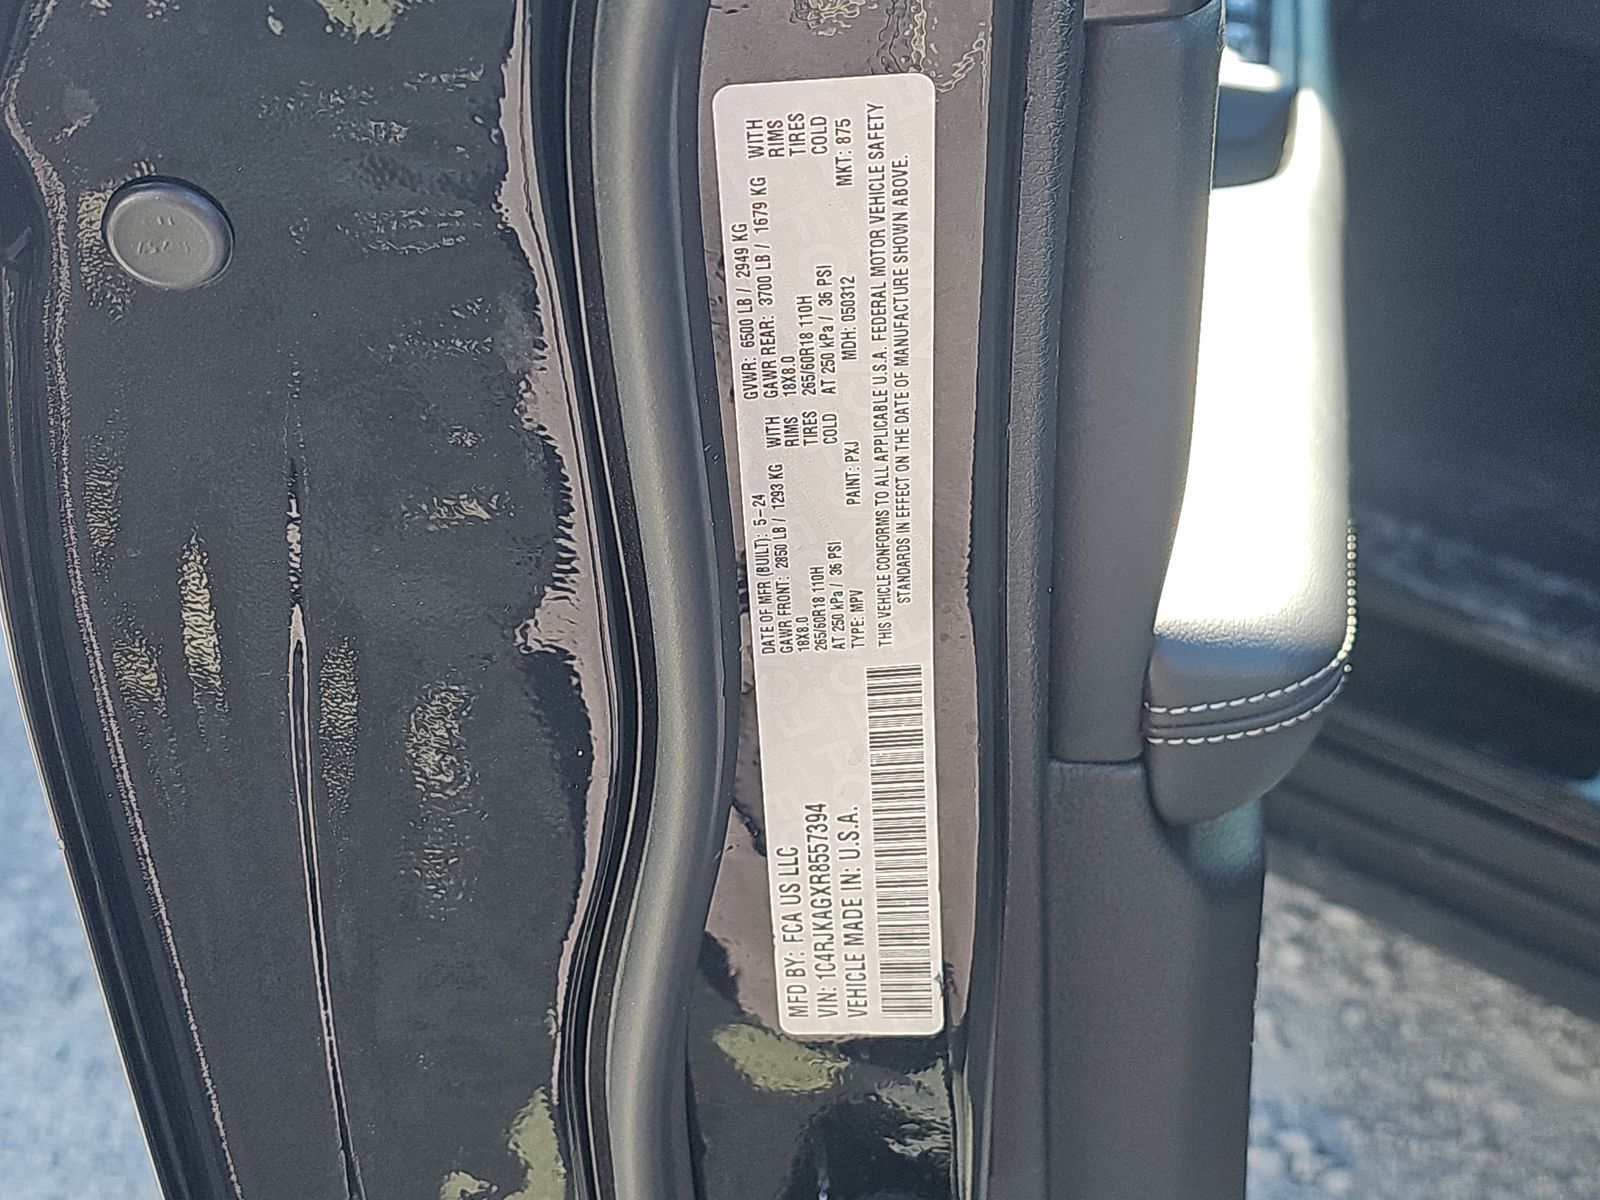 MFD BY: FCA US LLC
VIN: 1C4RJKAGXR8557394
VEHICLE MADE IN: U.S.A.
DATE OF MFR (BUILT): 5-24 GVWR: 6500 LB / 2949 KG
GAWR FRONT: 2850 LB / 1293 KG WITH GAWR REAR: 3700 LB / 1679 KG WITH
18X8.0 RIMS 18X8.0 RIMS
265/60R18 110H TIRES 265/60R18 110H TIRES
AT 250 kPa / 36 PSI COLD AT 250 kPa / 36 PSI COLD
TYPE: MPV PAINT: PXJ MDH: 050312 MKT: 875
THIS VEHICLE CONFORMS TO ALL APPLICABLE U.S.A. FEDERAL MOTOR VEHICLE SAFETY
STANDARDS IN EFFECT ON THE DATE OF MANUFACTURE SHOWN ABOVE.